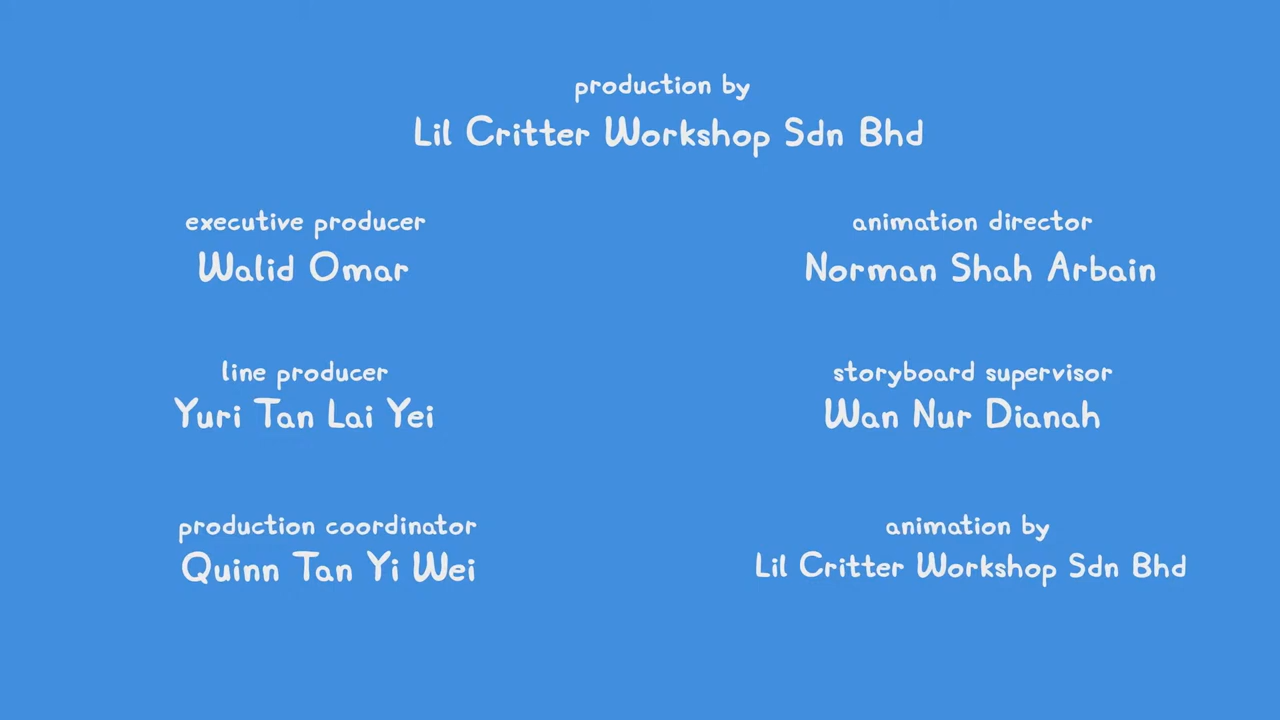 production by
Lil Critter Workshop Sdn Bhd
executive producer
Walid Omar
line producer
Yuri Tan Lai Yei
production coordinator
Quinn Tan Yi Wei
animation director
Norman Shah Arbain
storyboard supervisor
Wan Nur Dianah
animation by
Lil Critter Workshop Sdn Bhd